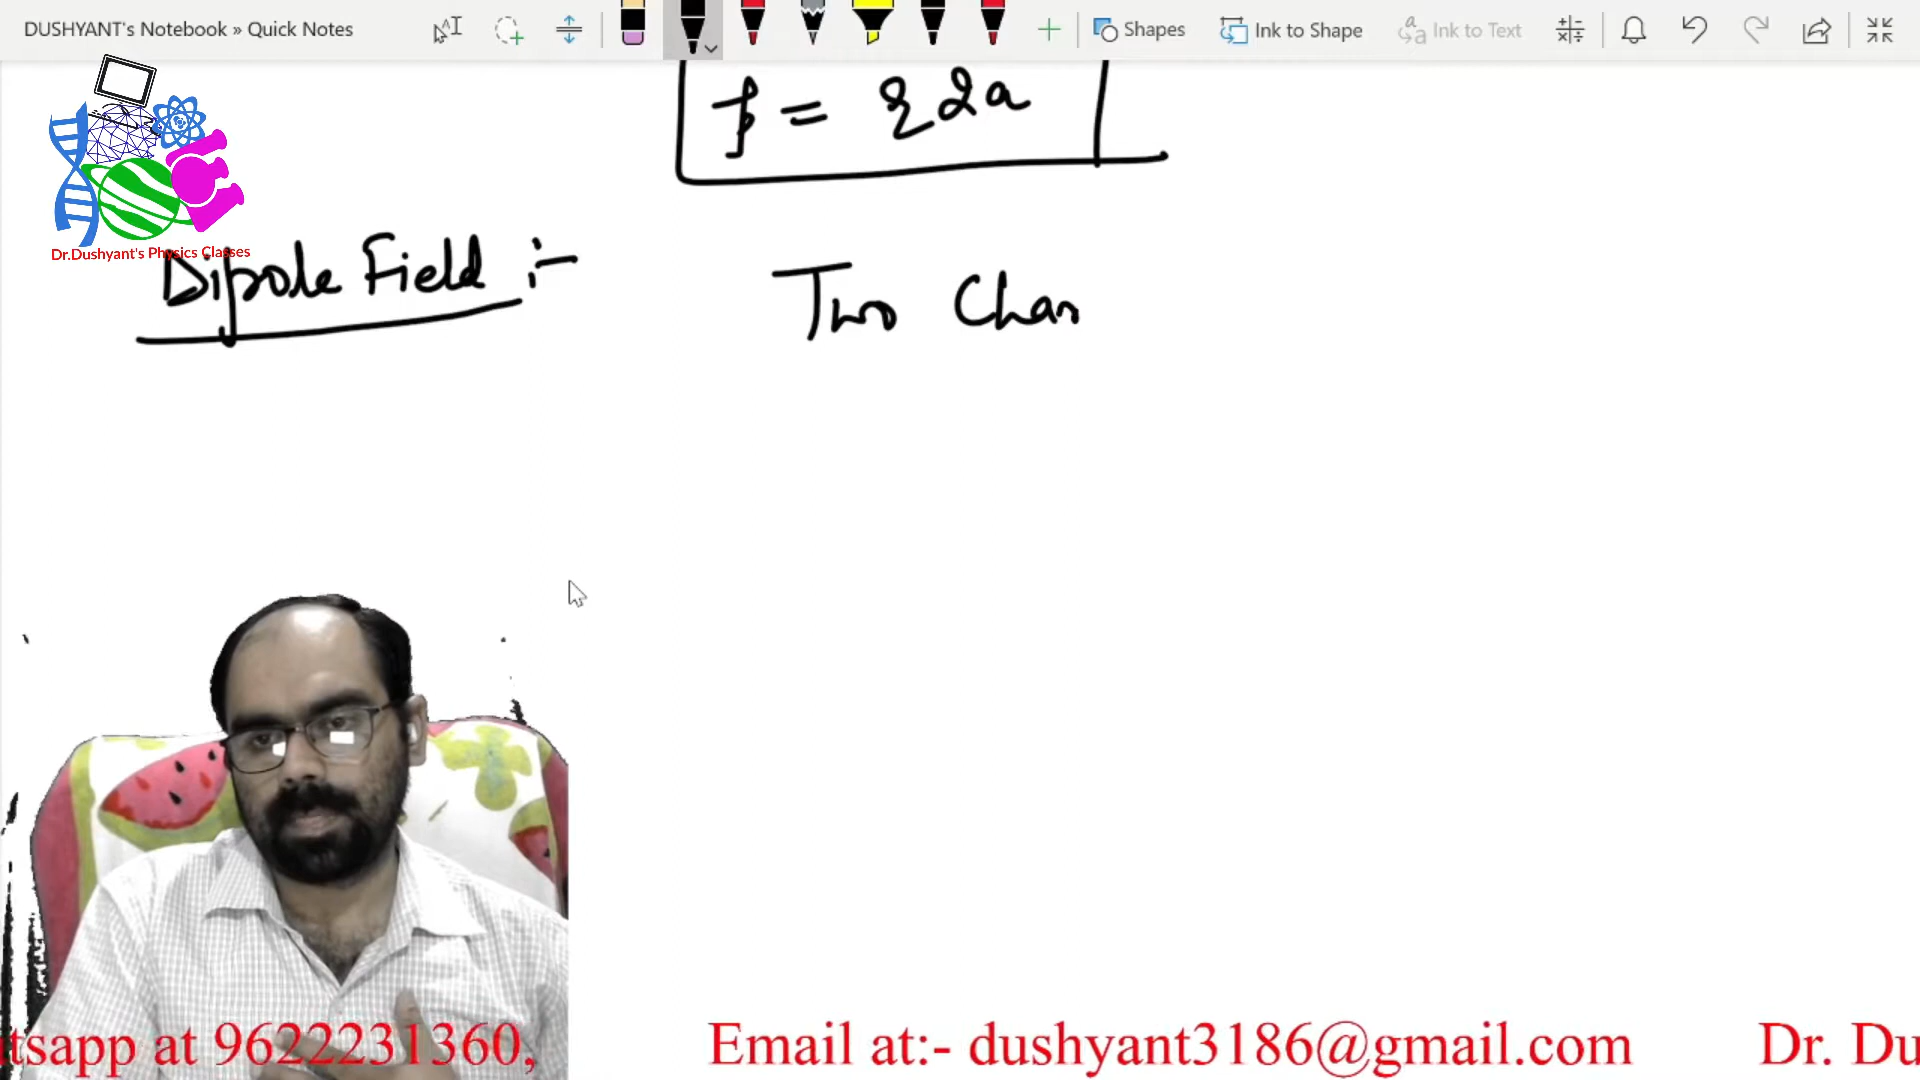 DUSHYANT's Notebook » Quick Notes
Shapes
Ink to Shape
Ink to Text
p = q2a
Dr.Dushyant's Physics Classes
Dipole Field :-
Two Char
tsapp at 9622231360, Email at:- dushyant3186@gmail.com Dr. Du